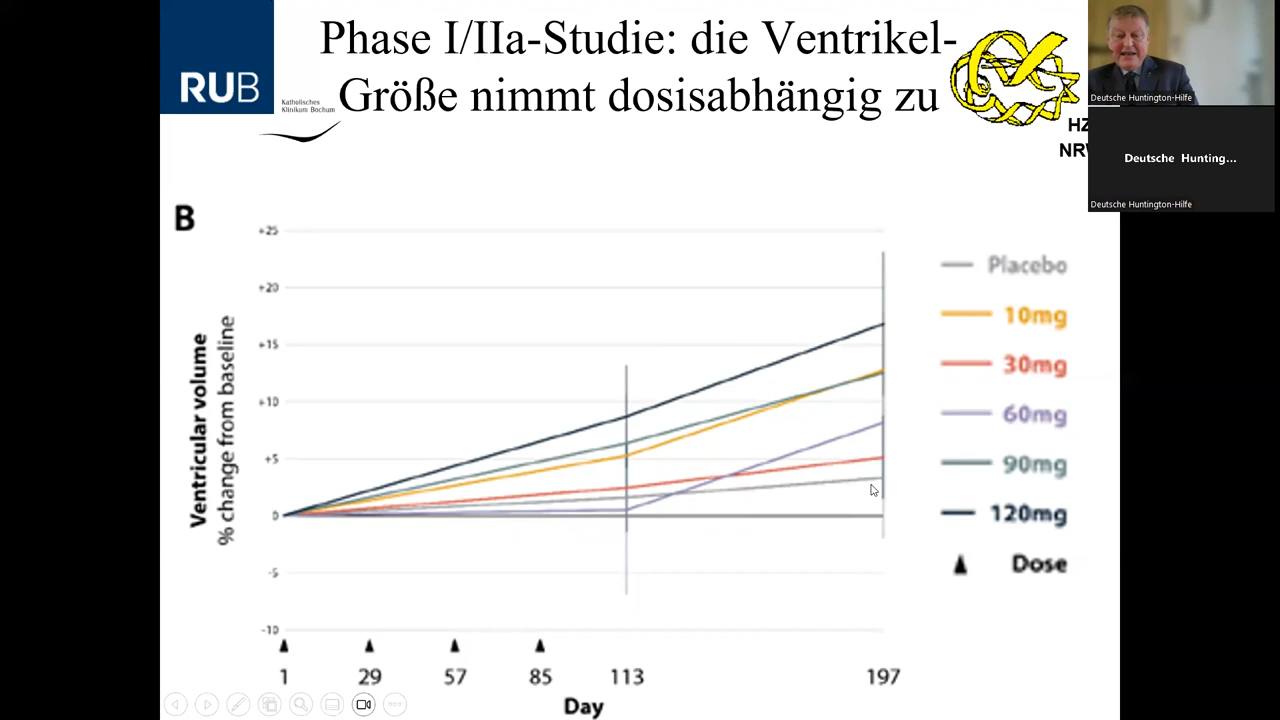 Phase I/IIa-Studie: die Ventrikel-
Größe nimmt dosisabhängig zu
RUB
Katholisches
Klinikum Bochum
HZ
NRW
Deutsche Huntington-Hilfe
Deutsche Hunting...
Deutsche Huntington-Hilfe
B
Ventricular volume
% change from baseline
+25
+20
+15
+10
+5
0
-5
-10
Placebo
10mg
30mg
60mg
90mg
120mg
Dose
1 29 57 85 113 197
Day